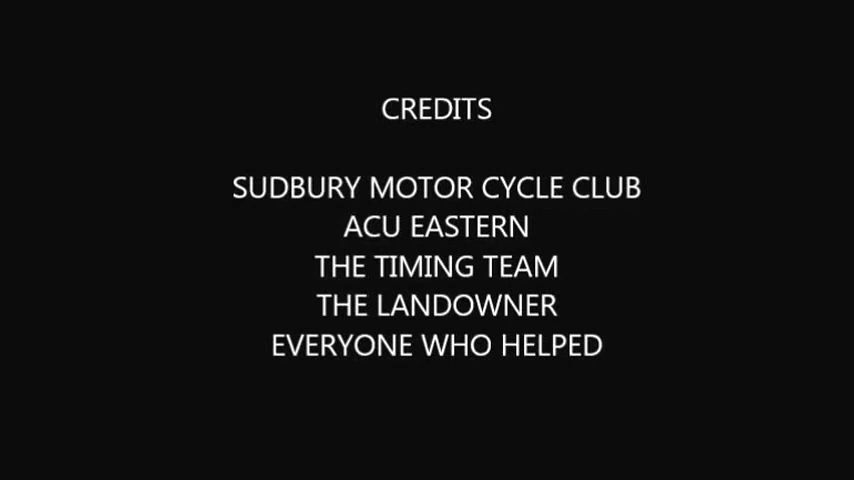 CREDITS
SUDBURY MOTOR CYCLE CLUB
ACU EASTERN
THE TIMING TEAM
THE LANDOWNER
EVERYONE WHO HELPED